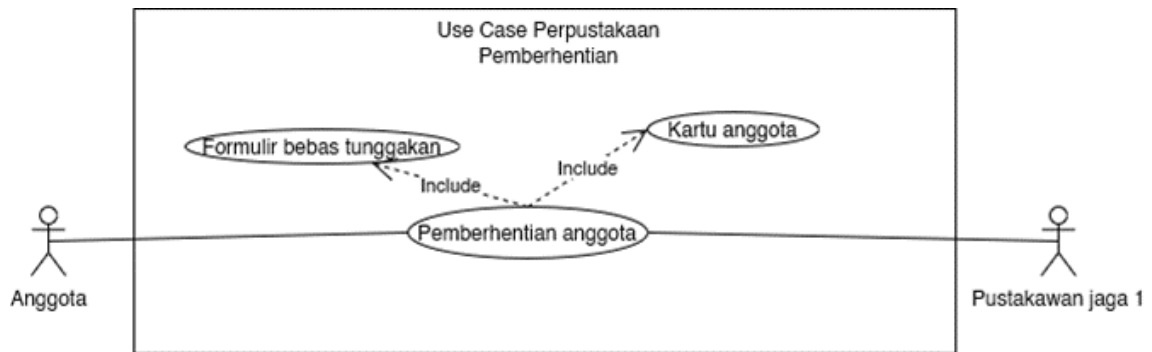 Use Case Perpustakaan
Pemberhentian
Kartu anggota
Formulir bebas tunggakan
Include
Include
Pemberhentian anggota
Anggota
Pustakawan jaga 1